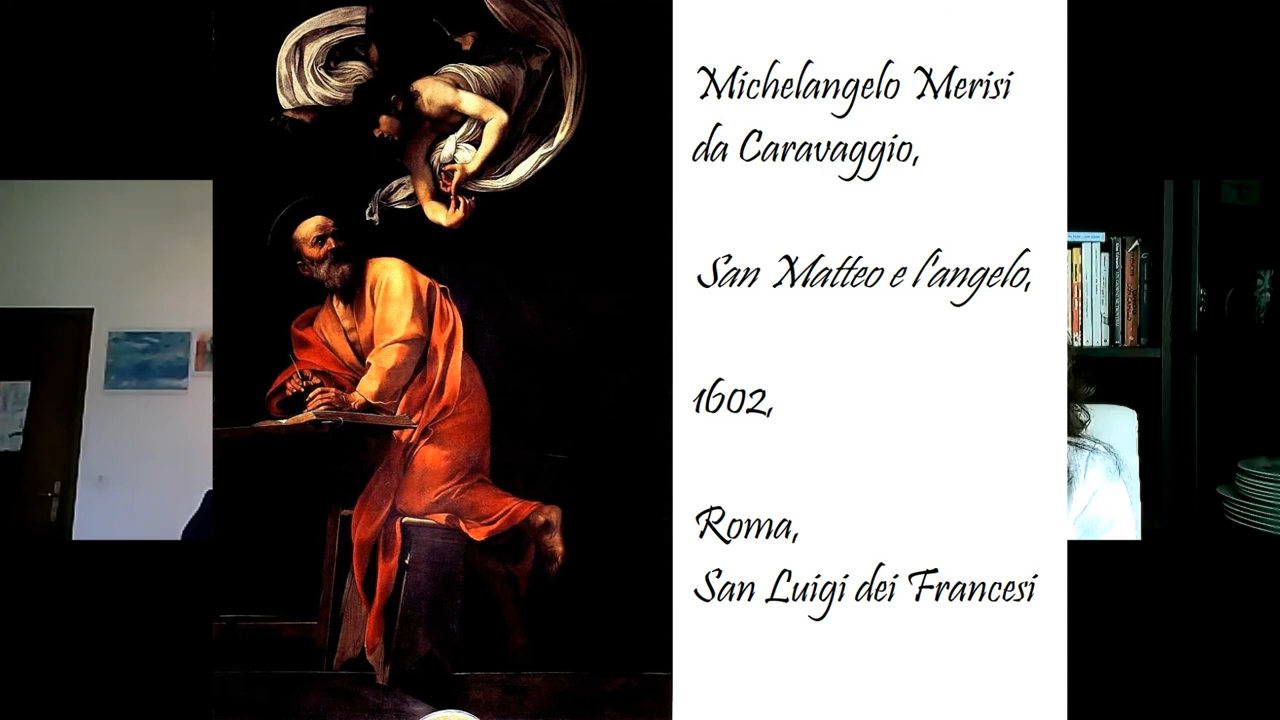 Michelangelo Merisi
da Caravaggio,
San Matteo e l'angelo,
1602,
Roma,
San Luigi dei Francesi